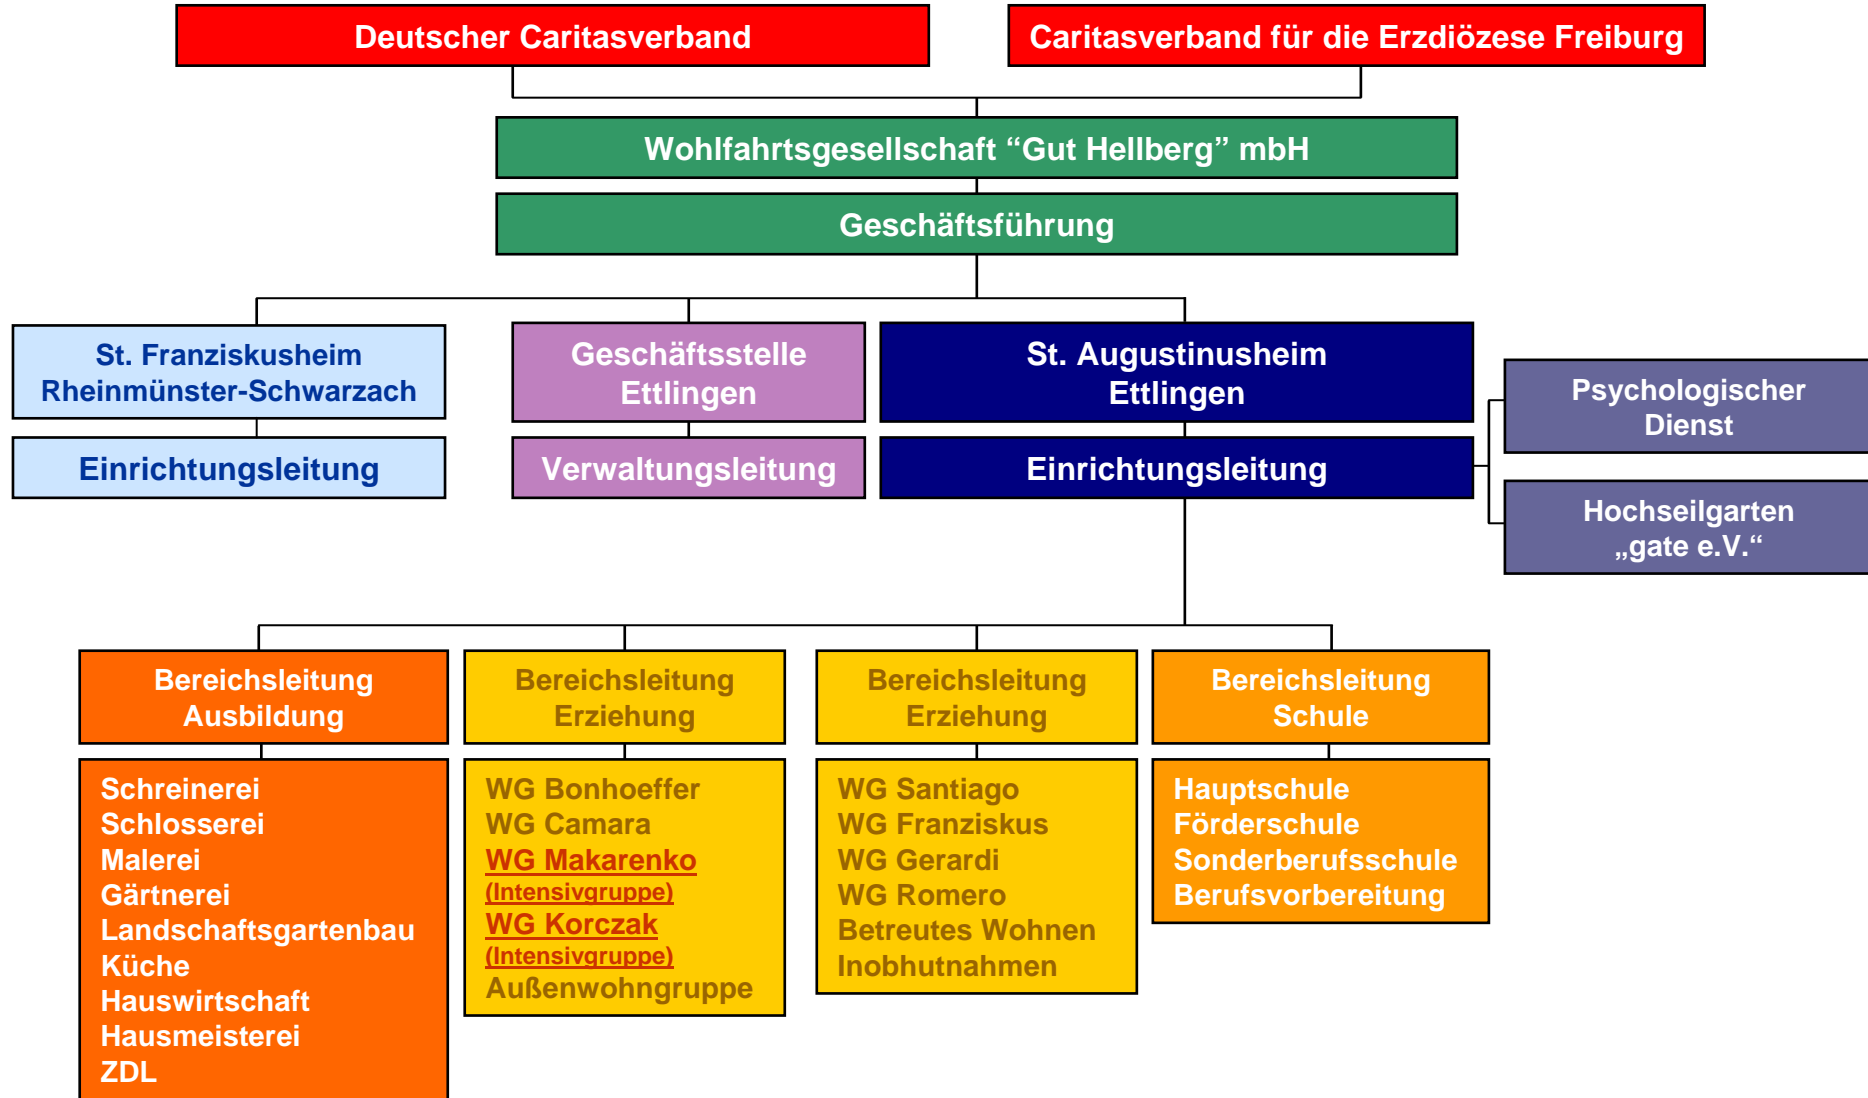 Deutscher Caritasverband
Caritasverband für die Erzdiözese Freiburg
Wohlfahrtsgesellschaft “Gut Hellberg” mbH
Geschäftsführung
St. Franziskusheim
Rheinmünster-Schwarzach
Einrichtungsleitung
Geschäftsstelle
Ettlingen
Verwaltungsleitung
St. Augustinusheim
Ettlingen
Einrichtungsleitung
Psychologischer
Dienst
Hochseilgarten
„gate e.V.“
Bereichsleitung
Ausbildung
Schreinerei
Schlosserei
Malerei
Gärtnerei
Landschaftsgartenbau
Küche
Hauswirtschaft
Hausmeisterei
ZDL
Bereichsleitung
Erziehung
WG Bonhoeffer
WG Camara
WG Makarenko
(Intensivgruppe)
WG Korczak
(Intensivgruppe)
Außenwohngruppe
Bereichsleitung
Erziehung
WG Santiago
WG Franziskus
WG Gerardi
WG Romero
Betreutes Wohnen
Inobhutnahmen
Bereichsleitung
Schule
Hauptschule
Förderschule
Sonderberufsschule
Berufsvorbereitung